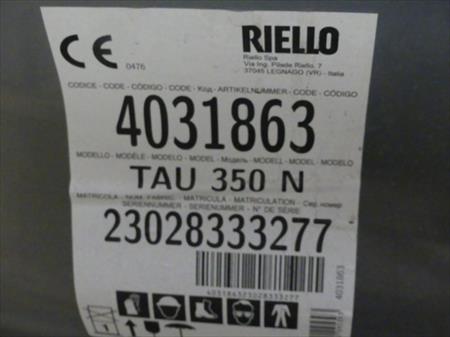 CE 0476
RIELLO
Riello Spa
Via Ing. Pilade Riello, 7
37045 LEGNAGO (VR) - Italia
CODICE - CODE - CÓDIGO - CODE - Код - ARTIKELNUMMER - CODE - CÓDIGO
4031863
MODELLO - MODÈLE - MODELO - MODEL - Модель - MODELL - MODEL - MODELO
TAU 350 N
MATRICOLA - NUM. FABRIC. - MATRÍCULA - MATRICULATION - Сер. номер
SERIENNUMMER - SERIENUMMER - N° DE SÉRIE
23028333277
403186323028333277
4031863